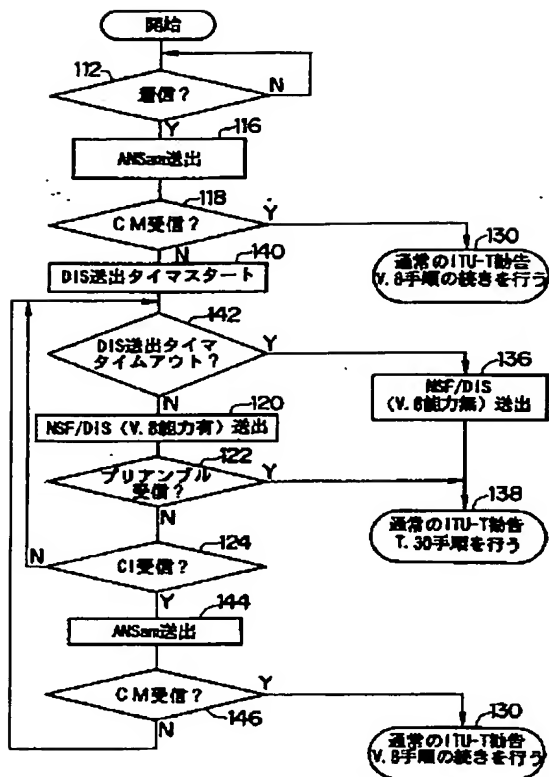 開始
112
着信?
N
Y
116
ANSam送出
118
CM受信?
Y
N
130
通常のITU-T勧告
V.8手順の続きを行う
140
DIS送出タイマスタート
142
DIS送出タイマ
タイムアウト?
Y
N
136
NSF/DIS
(V.8能力無)送出
120
NSF/DIS(V.8能力有)送出
122
プリアンブル
受信?
Y
N
138
通常のITU-T勧告
T.30手順を行う
124
N
CI受信?
Y
144
ANSam送出
CM受信?
Y
146
N
130
通常のITU-T勧告
V.8手順の続きを行う